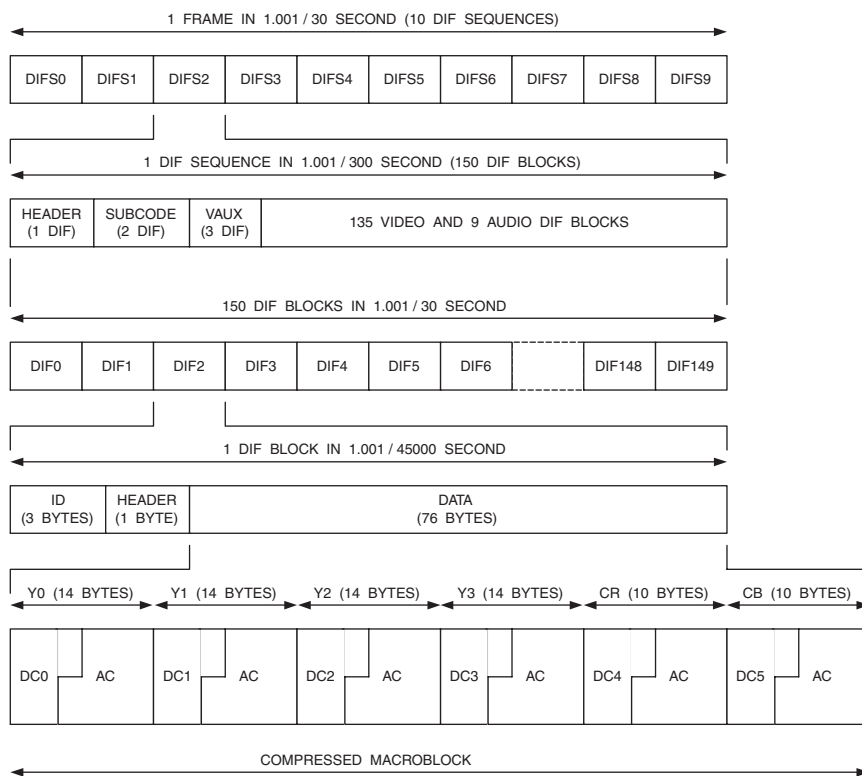 1 FRAME IN 1.001 / 30 SECOND (10 DIF SEQUENCES)
DIFS0 DIFS1 DIFS2 DIFS3 DIFS4 DIFS5 DIFS6 DIFS7 DIFS8 DIFS9
1 DIF SEQUENCE IN 1.001 / 300 SECOND (150 DIF BLOCKS)
HEADER (1 DIF)
SUBCODE (2 DIF)
VAUX (3 DIF)
135 VIDEO AND 9 AUDIO DIF BLOCKS
150 DIF BLOCKS IN 1.001 / 30 SECOND
DIF0 DIF1 DIF2 DIF3 DIF4 DIF5 DIF6 DIF148 DIF149
1 DIF BLOCK IN 1.001 / 45000 SECOND
ID (3 BYTES)
HEADER (1 BYTE)
DATA (76 BYTES)
Y0 (14 BYTES) Y1 (14 BYTES) Y2 (14 BYTES) Y3 (14 BYTES) CR (10 BYTES) CB (10 BYTES)
DC0 AC DC1 AC DC2 AC DC3 AC DC4 AC DC5 AC
COMPRESSED MACROBLOCK